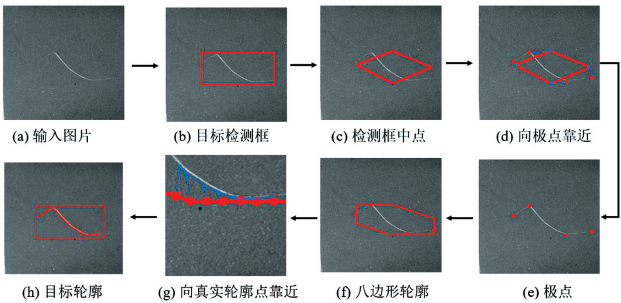 (a) 输入图片
(b) 目标检测框
(c) 检测框中点
(d) 向极点靠近
(h) 目标轮廓
(g) 向真实轮廓点靠近
(f) 八边形轮廓
(e) 极点